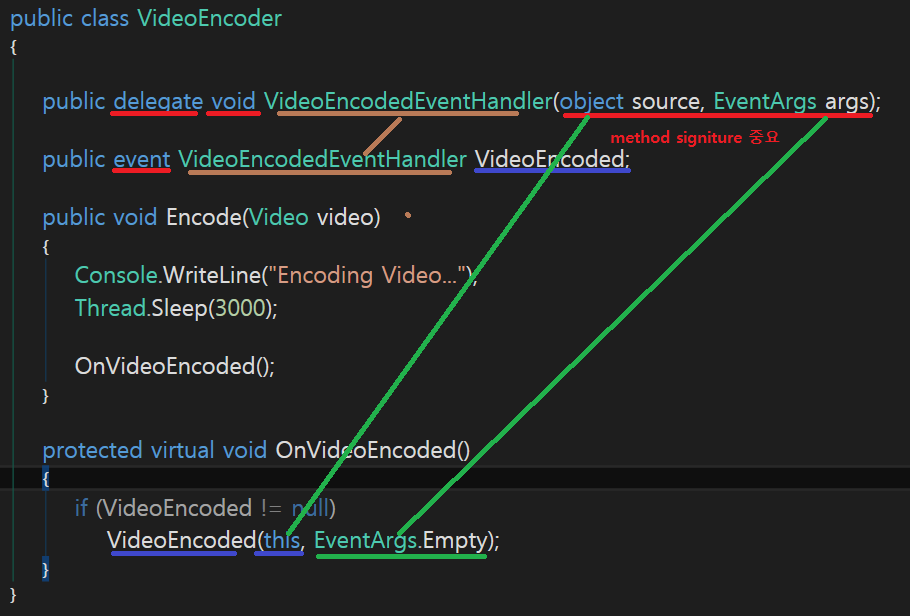 public class VideoEncoder
{
public delegate void VideoEncodedEventHandler(object source, EventArgs args);
method signiture 중요
public event VideoEncodedEventHandler VideoEncoded;
public void Encode(Video video)
{
Console.WriteLine("Encoding Video...");
Thread.Sleep(3000);
OnVideoEncoded();
}
protected virtual void OnVideoEncoded()
{
if (VideoEncoded != null)
VideoEncoded(this, EventArgs.Empty);
}
}